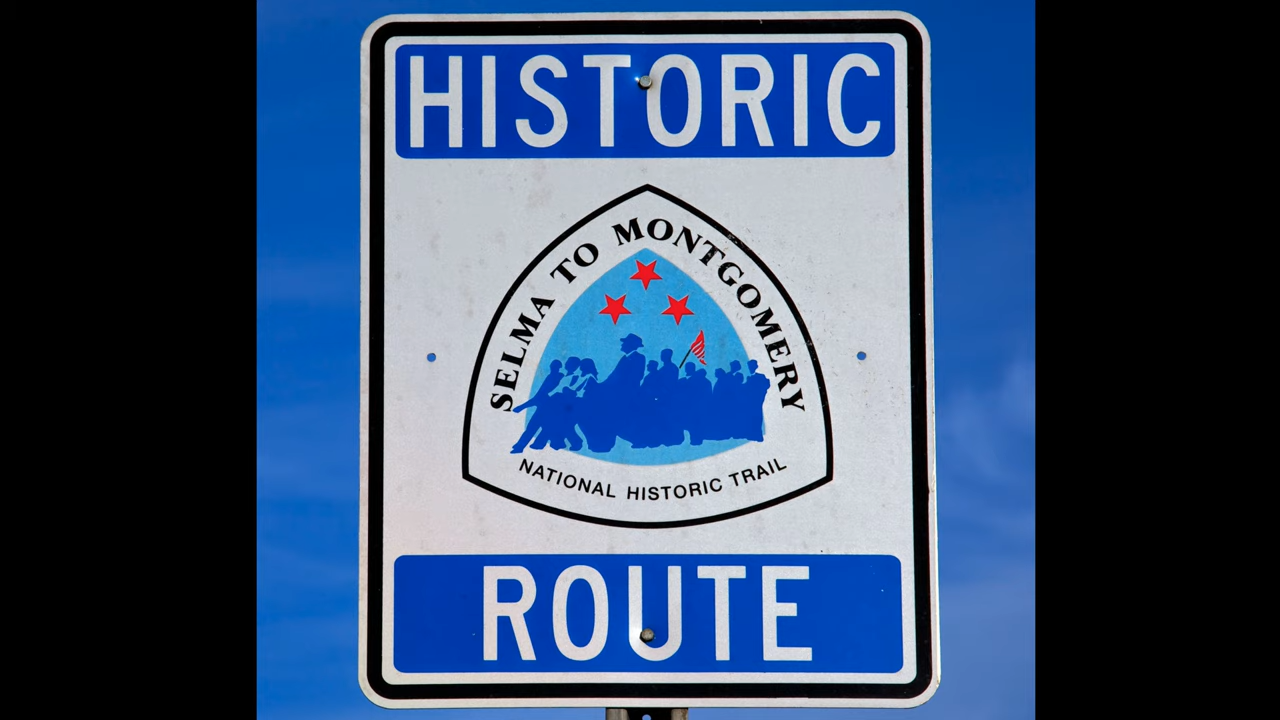 HISTORIC
SELMA TO MONTGOMERY
NATIONAL HISTORIC TRAIL
ROUTE